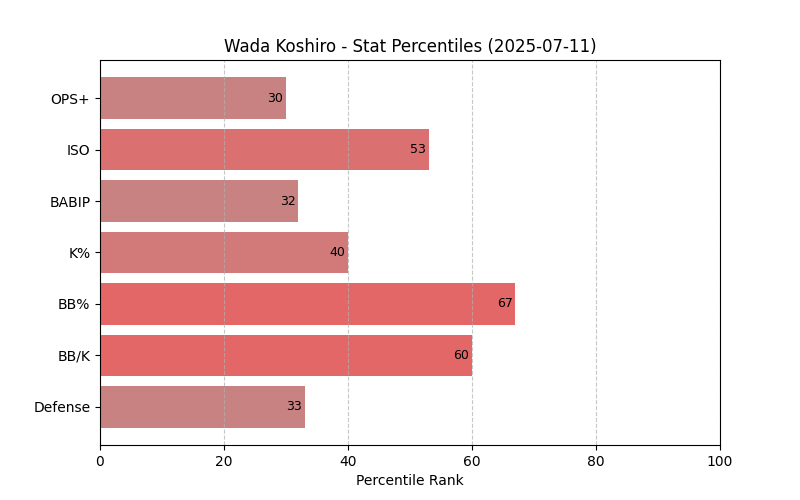 Wada Koshiro - Stat Percentiles (2025-07-11)
OPS+ 30
ISO 53
BABIP 32
K% 40
BB% 67
BB/K 60
Defense 33
0 20 40 60 80 100
Percentile Rank